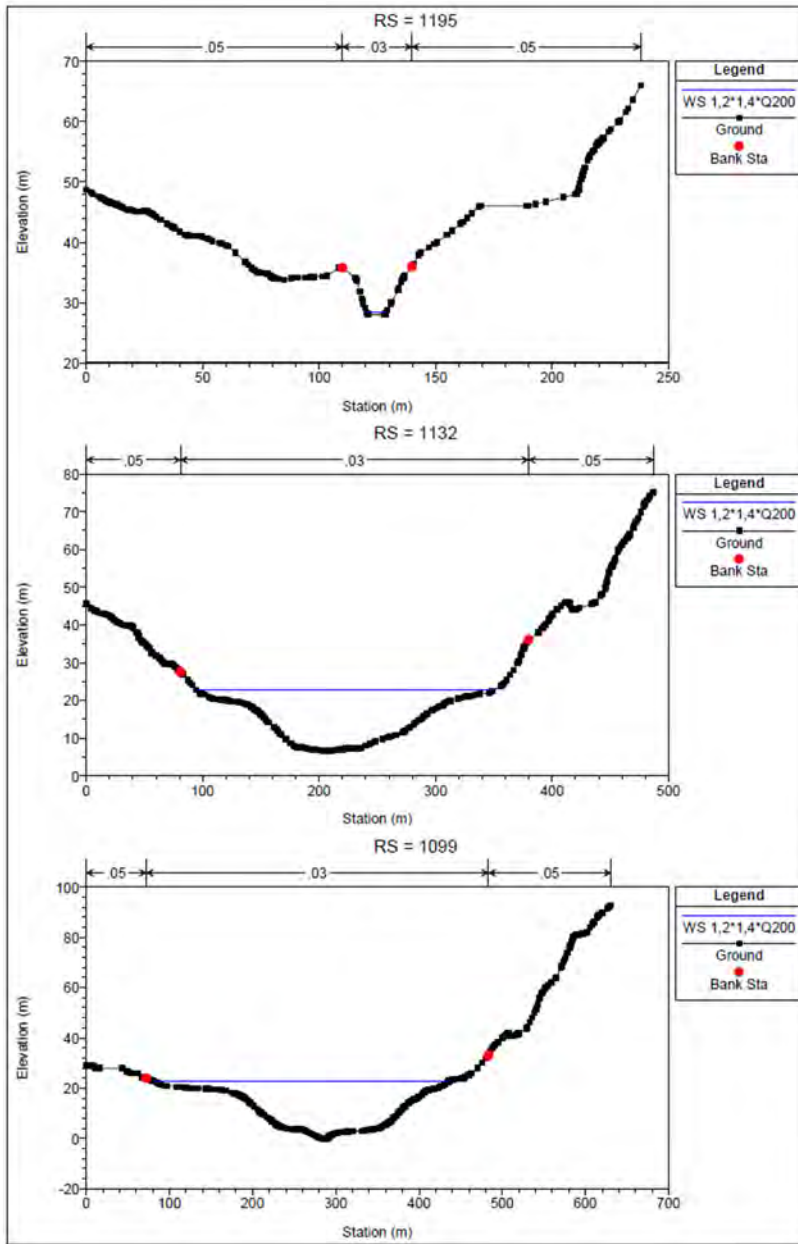 RS = 1195
.05 .03 .05
Legend
WS 1,2*1,4*Q200
Ground
Bank Sta
Elevation (m)
70
60
50
40
30
20
0 50 100 150 200 250
Station (m)
RS = 1132
.05 .03 .05
Legend
WS 1,2*1,4*Q200
Ground
Bank Sta
Elevation (m)
80
70
60
50
40
30
20
10
0
0 100 200 300 400 500
Station (m)
RS = 1099
.05 .03 .05
Legend
WS 1,2*1,4*Q200
Ground
Bank Sta
Elevation (m)
100
80
60
40
20
0
-20
0 100 200 300 400 500 600 700
Station (m)